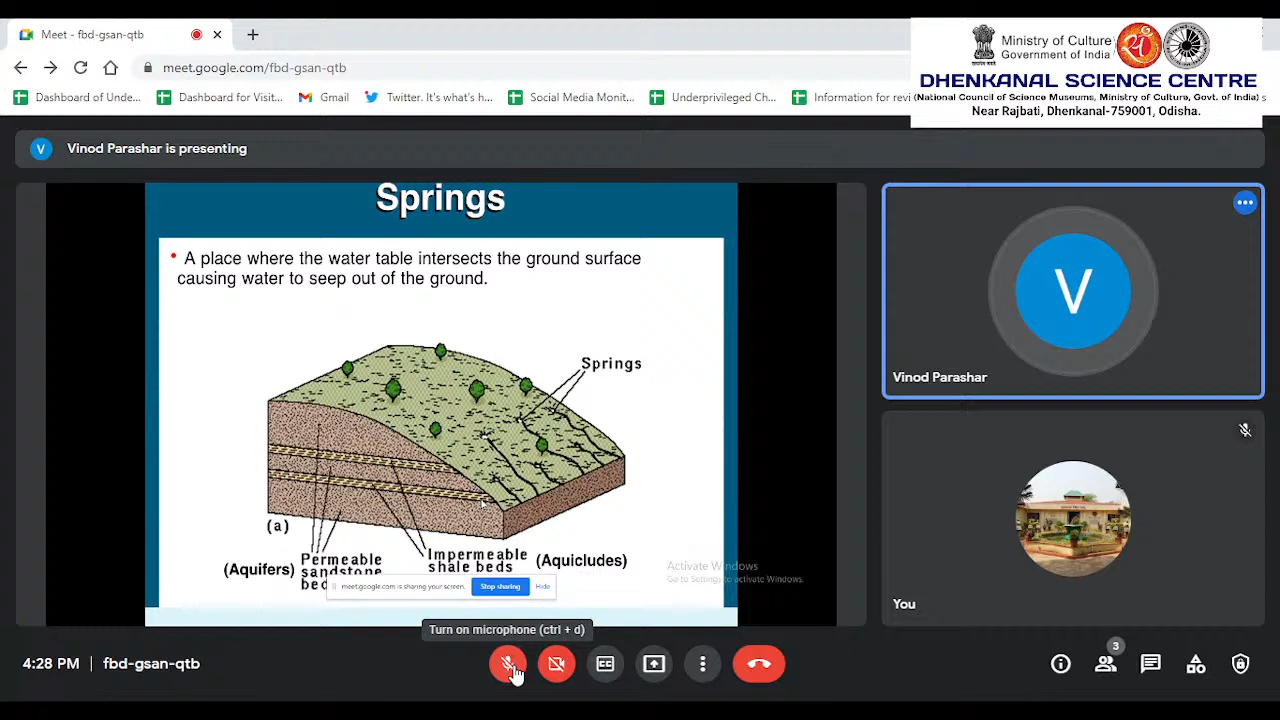 Meet - fbd-gsan-qtb
meet.google.com/fbd-gsan-qtb
Dashboard of Unde... Dashboard for Visit... Gmail Twitter. It's what's h... Social Media Monit... Underprivileged Ch... Information for revi
Ministry of Culture
Government of India
DHENKANAL SCIENCE CENTRE
(National Council of Science Museums, Ministry of Culture, Govt. of India)
Near Rajbati, Dhenkanal-759001, Odisha.
V Vinod Parashar is presenting
Springs
• A place where the water table intersects the ground surface
causing water to seep out of the ground.
Springs
(a)
(Aquifers) Permeable
sandstone
Impermeable
shale beds (Aquicludes)
meet.google.com is sharing your screen. Stop sharing Hide
Activate Windows
Go to Settings to activate Windows.
V
Vinod Parashar
You
Turn on microphone (ctrl + d)
4:28 PM | fbd-gsan-qtb
3